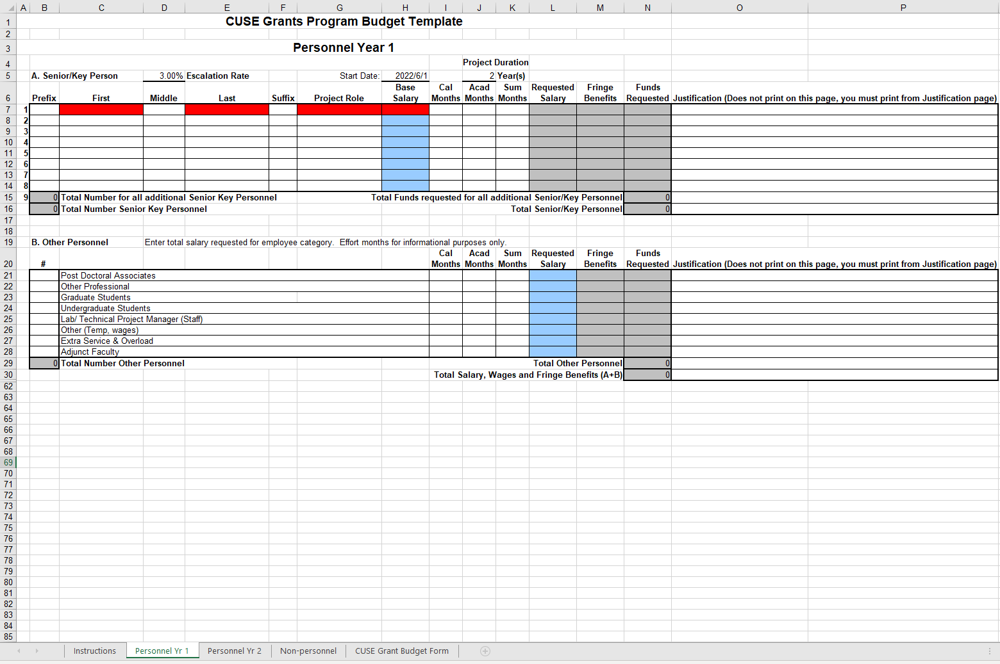 A B C D E F G H I J K L M N O P
1 CUSE Grants Program Budget Template
2
3 Personnel Year 1
4 Project Duration
5 A. Senior/Key Person 3.00% Escalation Rate Start Date: 2022/6/1 2 Year(s)
Base Cal Acad Sum Requested Fringe Funds
6 Prefix First Middle Last Suffix Project Role Salary Months Months Months Salary Benefits Requested Justification (Does not print on this page, you must print from Justification page)
7 1
8 2
9 3
10 4
11 5
12 6
13 7
14 8
15 9 0 Total Number for all additional Senior Key Personnel Total Funds requested for all additional Senior/Key Personnel 0
16 0 Total Number Senior Key Personnel Total Senior/Key Personnel 0
17
18
19 B. Other Personnel Enter total salary requested for employee category. Effort months for informational purposes only.
Cal Acad Sum Requested Fringe Funds
20 # Months Months Months Salary Benefits Requested Justification (Does not print on this page, you must print from Justification page)
21 Post Doctoral Associates
22 Other Professional
23 Graduate Students
24 Undergraduate Students
25 Lab/ Technical Project Manager (Staff)
26 Other (Temp, wages)
27 Extra Service & Overload
28 Adjunct Faculty
29 0 Total Number Other Personnel Total Other Personnel 0
30 Total Salary, Wages and Fringe Benefits (A+B) 0
62
63
64
65
66
67
68
69
70
71
72
73
74
75
76
77
78
79
80
81
82
83
84
85
Instructions Personnel Yr 1 Personnel Yr 2 Non-personnel CUSE Grant Budget Form